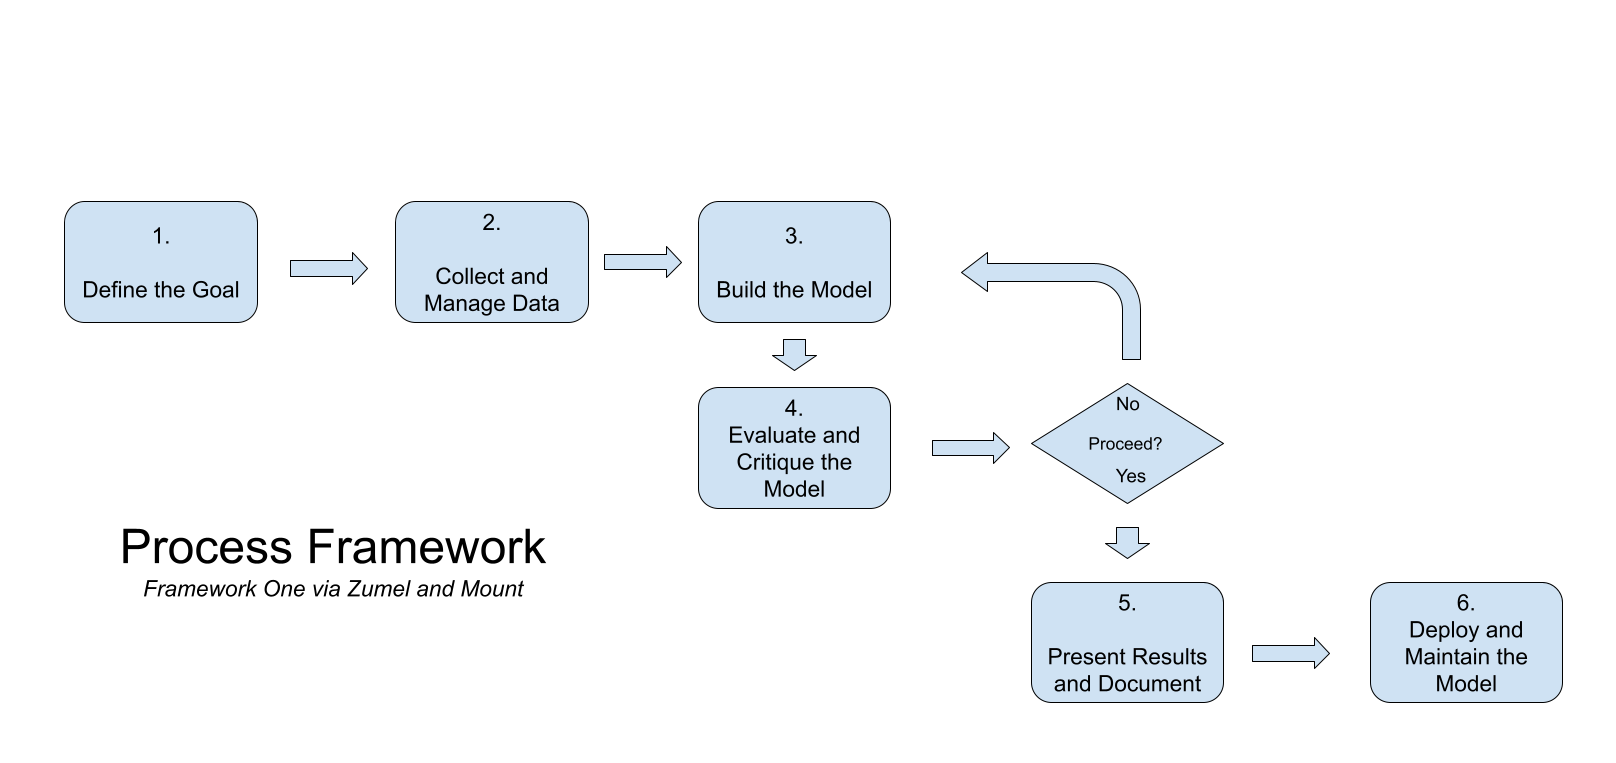 1.
Define the Goal
2.
Collect and
Manage Data
3.
Build the Model
4.
Evaluate and
Critique the
Model
No
Proceed?
Yes
Process Framework
Framework One via Zumel and Mount
5.
Present Results
and Document
6.
Deploy and
Maintain the
Model